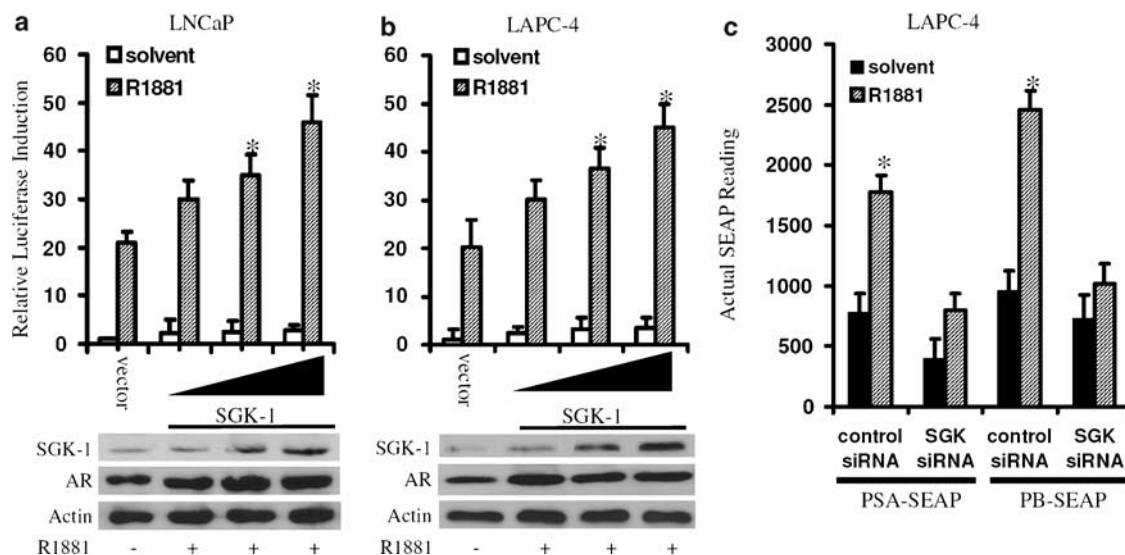 a
LNCaP
Relative Luciferase Induction
60
50
40
30
20
10
0
solvent
R1881
*
*
vector
SGK-1
SGK-1
AR
Actin
R1881 - + + +
b
LAPC-4
60
50
40
30
20
10
0
solvent
R1881
*
*
vector
SGK-1
SGK-1
AR
Actin
R1881 - + + +
c
LAPC-4
Actual SEAP Reading
3000
2500
2000
1500
1000
500
0
solvent
R1881
*
*
control siRNA
SGK siRNA
control siRNA
SGK siRNA
PSA-SEAP
PB-SEAP